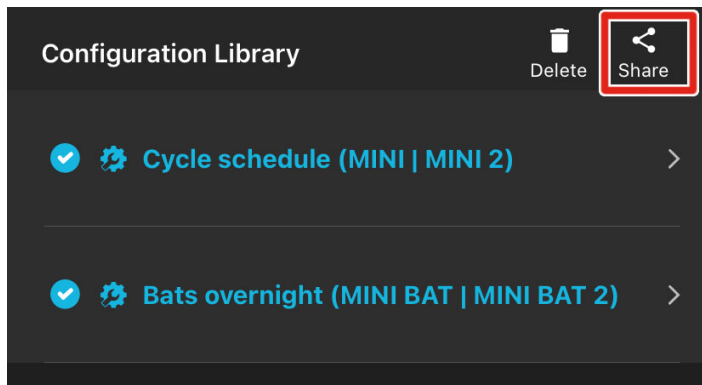 Configuration Library
Delete
Share
Cycle schedule (MINI | MINI 2)
Bats overnight (MINI BAT | MINI BAT 2)